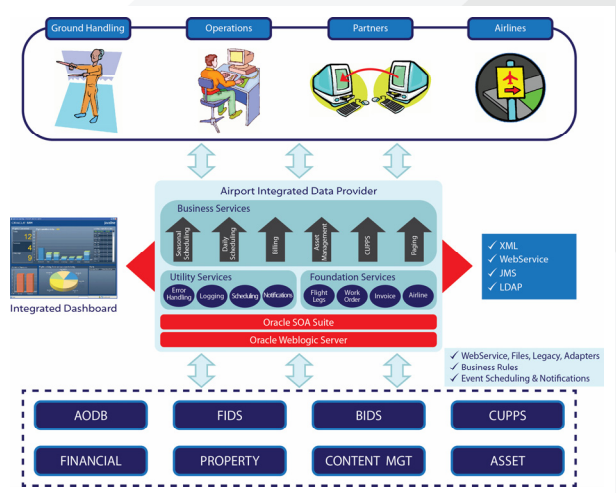 Ground Handling
Operations
Partners
Airlines
Airport Integrated Data Provider
Business Services
Seasonal
Scheduling
Daily
Scheduling
Billing
Asset
Management
CUPPS
Paging
Utility Services
Error
Handling
Logging
Scheduling
Notifications
Foundation Services
Flight
Legs
Work
Order
Invoice
Airline
Oracle SOA Suite
Oracle Weblogic Server
Integrated Dashboard
12
4
9
✓ XML
✓ WebService
✓ JMS
✓ LDAP
✓ WebService, Files, Legacy, Adapters
✓ Business Rules
✓ Event Scheduling & Notifications
AODB
FIDS
BIDS
CUPPS
FINANCIAL
PROPERTY
CONTENT MGT
ASSET